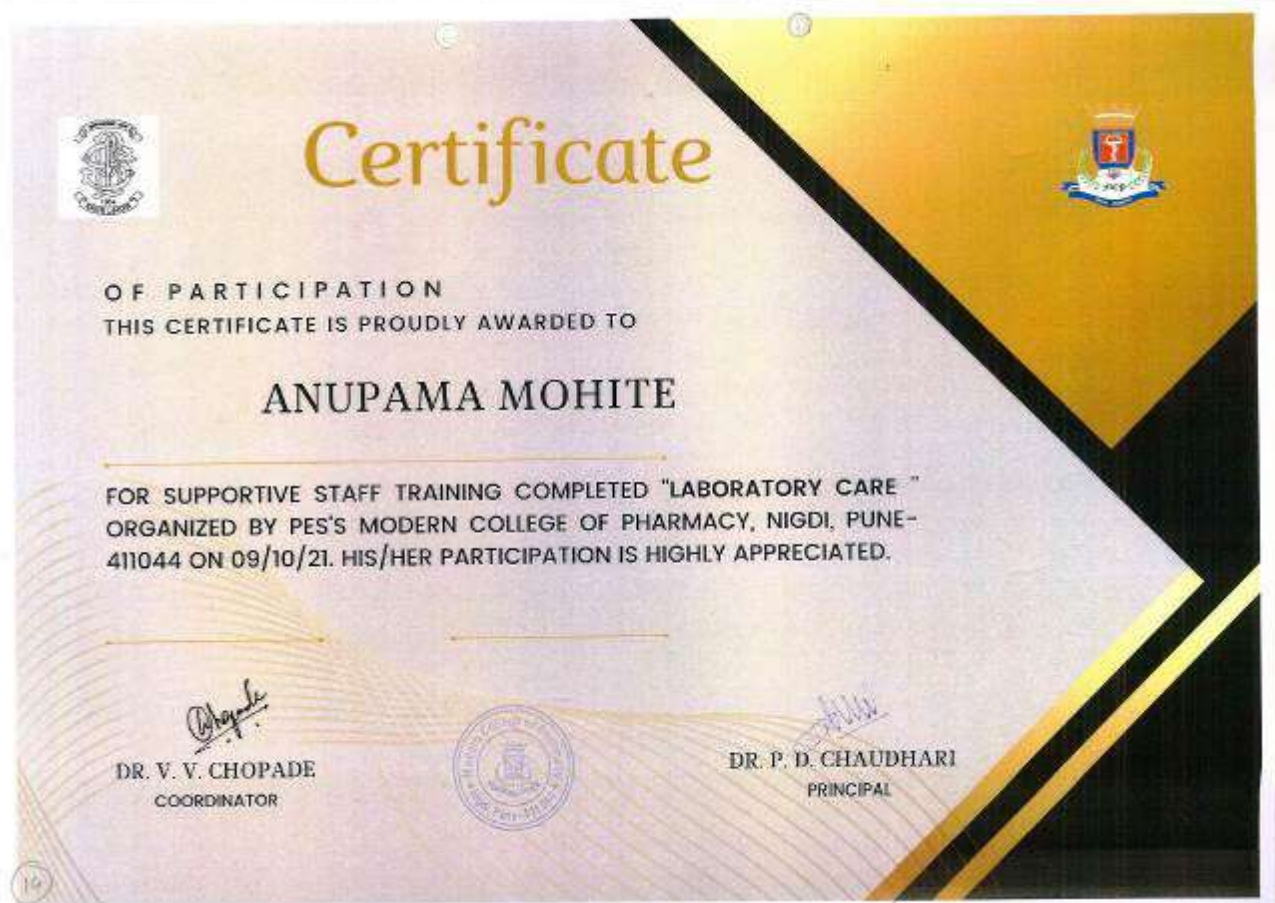 Certificate
OF PARTICIPATION
THIS CERTIFICATE IS PROUDLY AWARDED TO
ANUPAMA MOHITE
FOR SUPPORTIVE STAFF TRAINING COMPLETED "LABORATORY CARE "
ORGANIZED BY PES'S MODERN COLLEGE OF PHARMACY, NIGDI, PUNE-
411044 ON 09/10/21. HIS/HER PARTICIPATION IS HIGHLY APPRECIATED.
DR. V. V. CHOPADE
COORDINATOR
DR. P. D. CHAUDHARI
PRINCIPAL